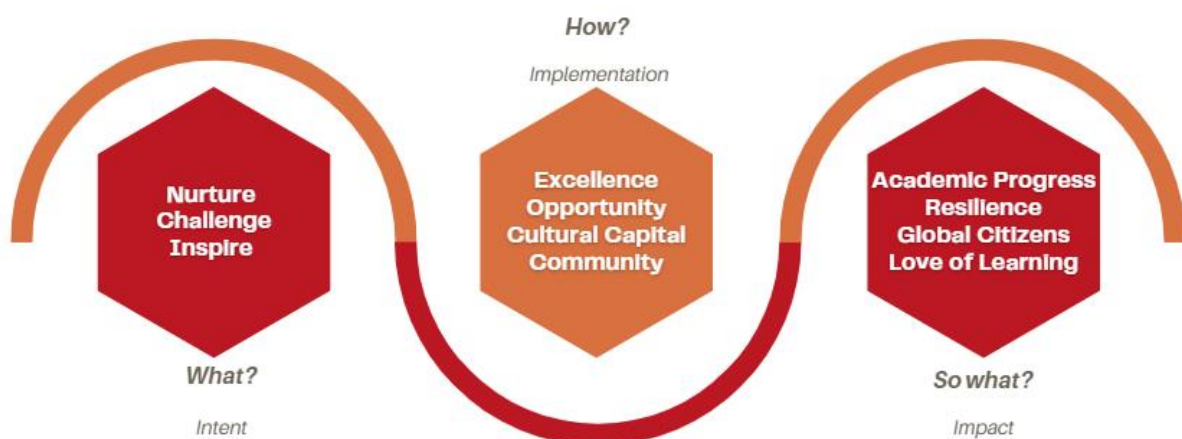 Nurture
Challenge
Inspire
What?
Intent
How?
Implementation
Excellence
Opportunity
Cultural Capital
Community
Academic Progress
Resilience
Global Citizens
Love of Learning
So what?
Impact